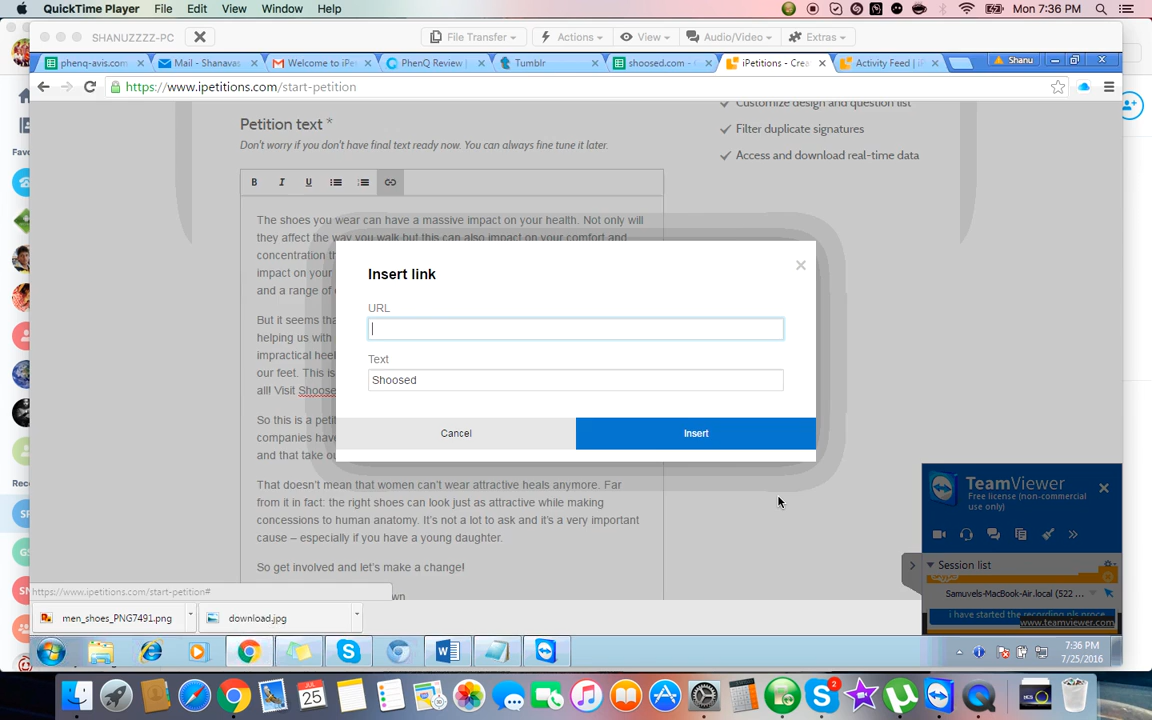 QuickTime Player File Edit View Window Help Mon 7:36 PM
SHANUZZZZ-PC File Transfer Actions View Audio/Video Extras
phenq-avis.com Mail - Shanavas Welcome to iPe PhenQ Review | Tumblr shoosed.com - iPetitions - Crea Activity Feed | iP Shanu
https://www.ipetitions.com/start-petition
Customize design and question list
Petition text *
Filter duplicate signatures
Don't worry if you don't have final text ready now. You can always fine tune it later.
Access and download real-time data
B I U
Fav
The shoes you wear can have a massive impact on your health. Not only will
they affect the way you walk but this can also impact on your comfort and
concentration th
impact on your
and a range of
Insert link
URL
But it seems tha
helping us with
impractical heel
our feet. This is
all! Visit Shoose
Text
Shoosed
So this is a peti
companies have
and that take ou
Cancel Insert
Rece
That doesn't mean that women can't wear attractive heals anymore. Far
from it in fact: the right shoes can look just as attractive while making
concessions to human anatomy. It's not a lot to ask and it's a very important
cause – especially if you have a young daughter.
So get involved and let's make a change!
own
TeamViewer
Free license (non-commercial
use only)
Session list
Samuvels-MacBook-Air.local (522 ...
i have started the recording pls proce
www.teamviewer.com
https://www.ipetitions.com/start-petition#
men_shoes_PNG7491.png download.jpg
7:36 PM
7/25/2016
JUL
25
2